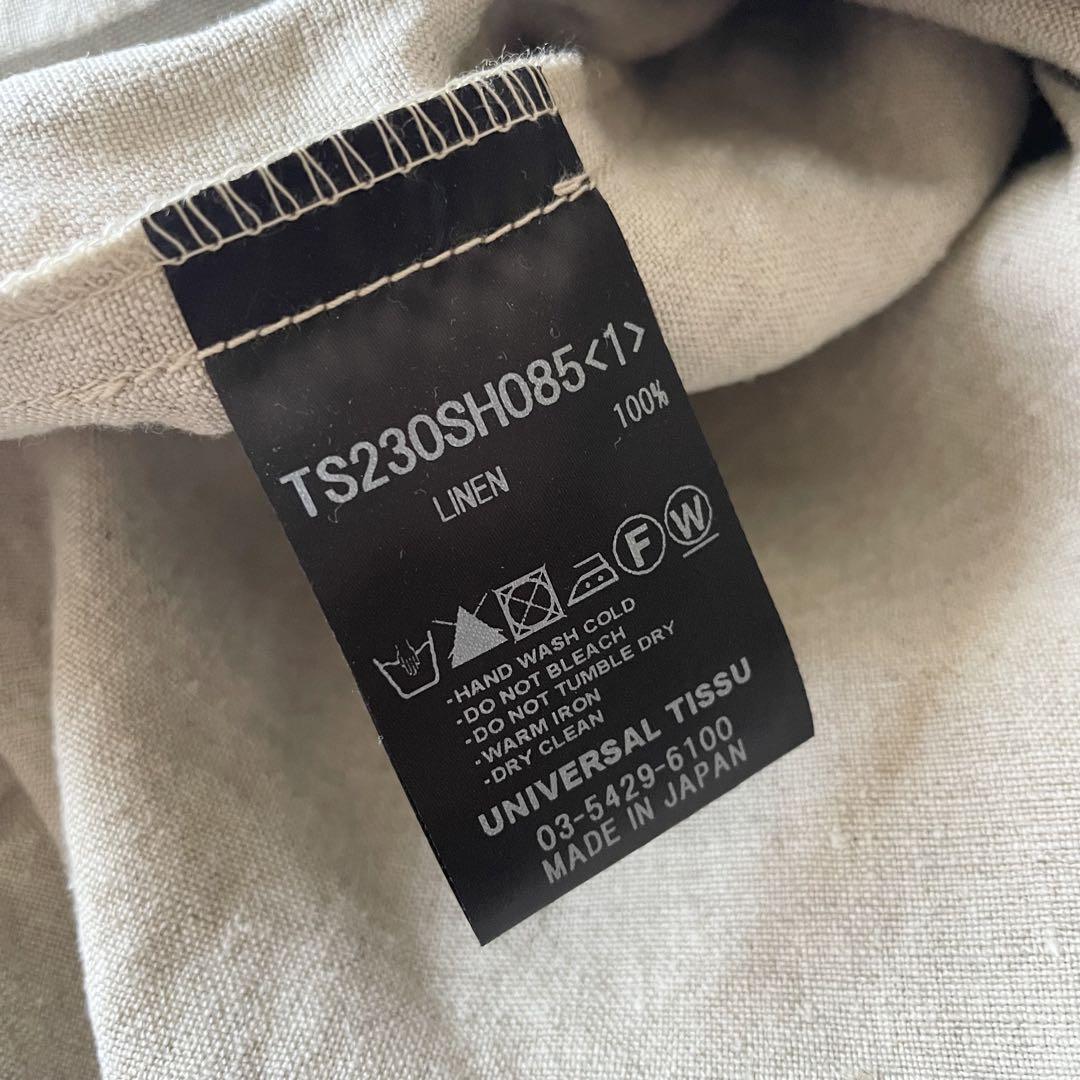 TS230SH085<1>
LINEN 100%
F W
-HAND WASH COLD
-DO NOT BLEACH
-DO NOT TUMBLE DRY
-WARM IRON
-DRY CLEAN
UNIVERSAL TISSU
03-5429-6100
MADE IN JAPAN